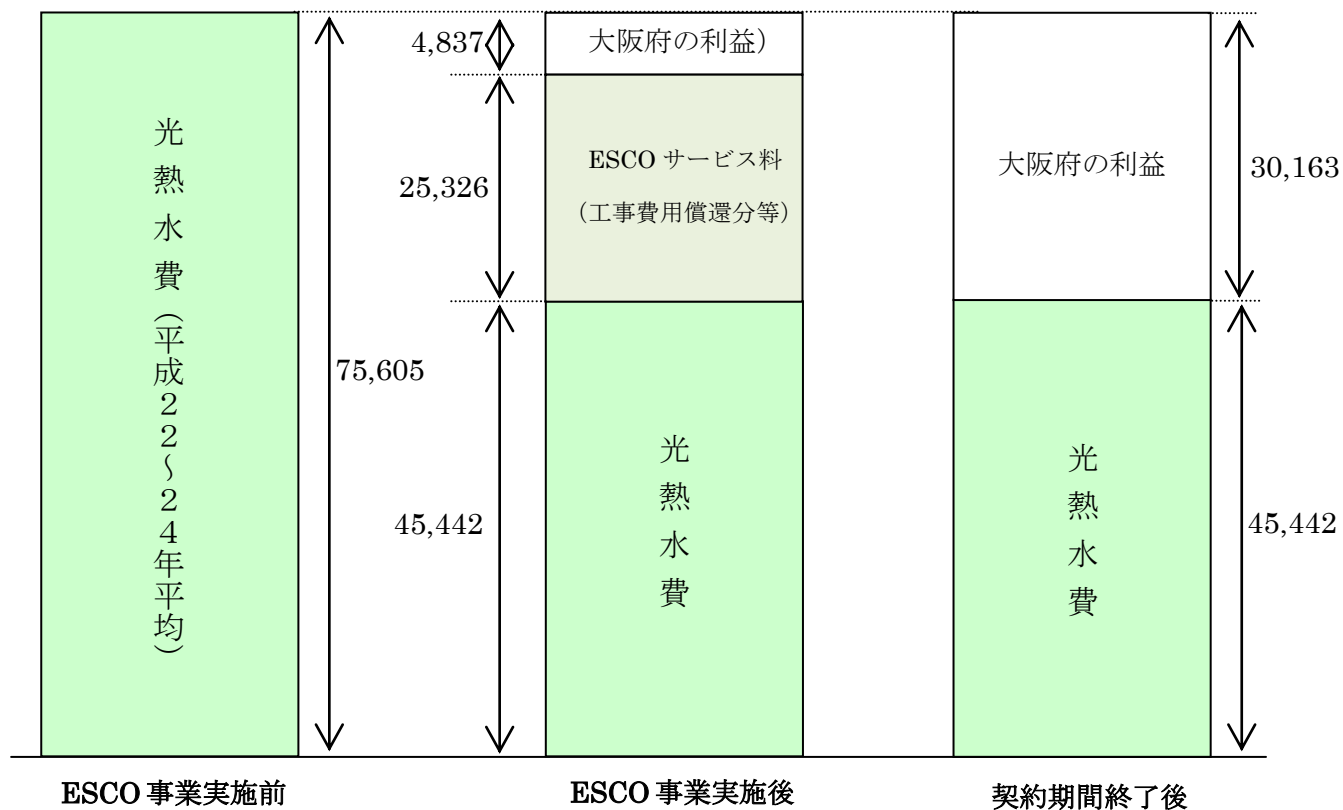 光熱水費(平成22~24年平均)
75,605
ESCO 事業実施前
4,837
大阪府の利益)
25,326
ESCO サービス料
(工事費用償還分等)
45,442
光熱水費
ESCO 事業実施後
大阪府の利益
30,163
光熱水費
45,442
契約期間終了後